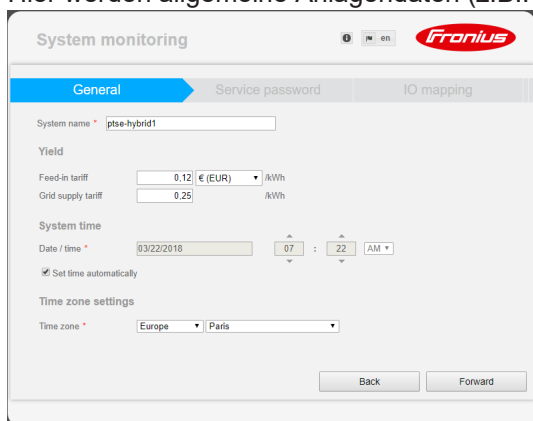 Hier werden allgemeine Anlagendaten (z.B..
System monitoring en Fronius
General Service password IO mapping
System name * ptse-hybrid1
Yield
Feed-in tariff 0,12 € (EUR) /kWh
Grid supply tariff 0,25 /kWh
System time
Date / time * 03/22/2018 07 : 22 AM
Set time automatically
Time zone settings
Time zone * Europe Paris
Back Forward